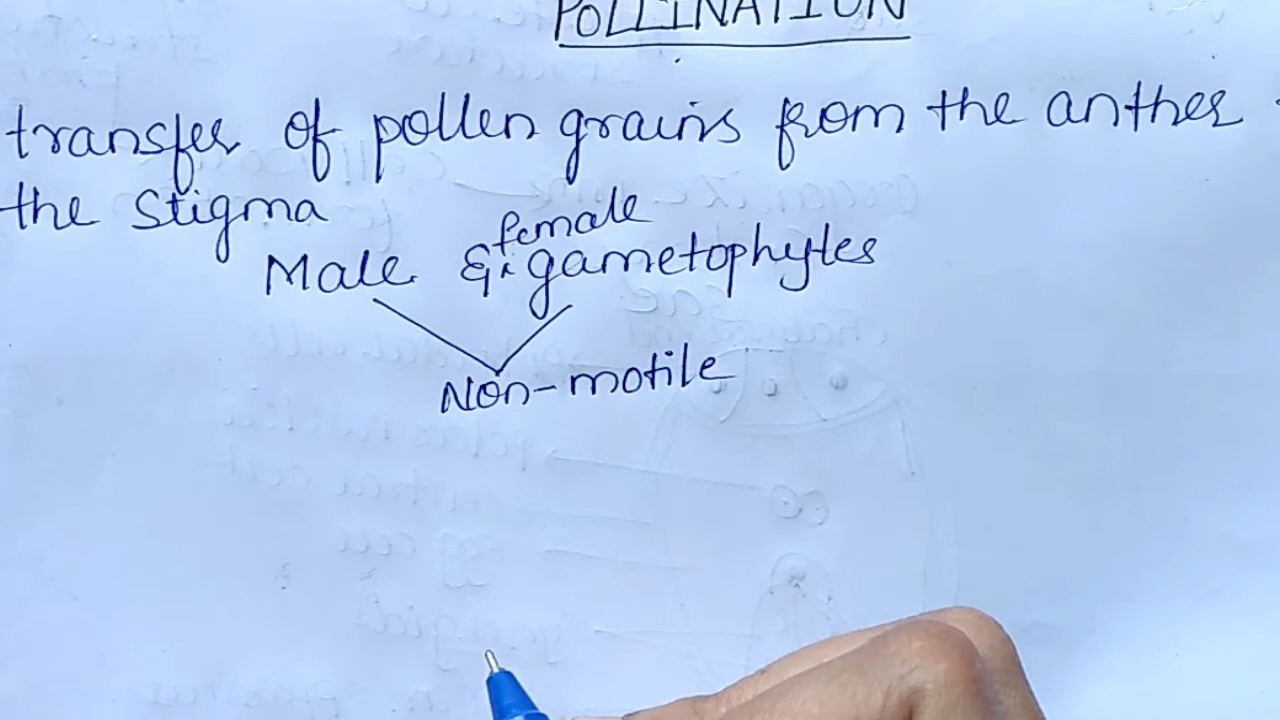 POLLINATION
transfer of pollen grains from the anther
the stigma
female
Male & gametophytes
Non-motile